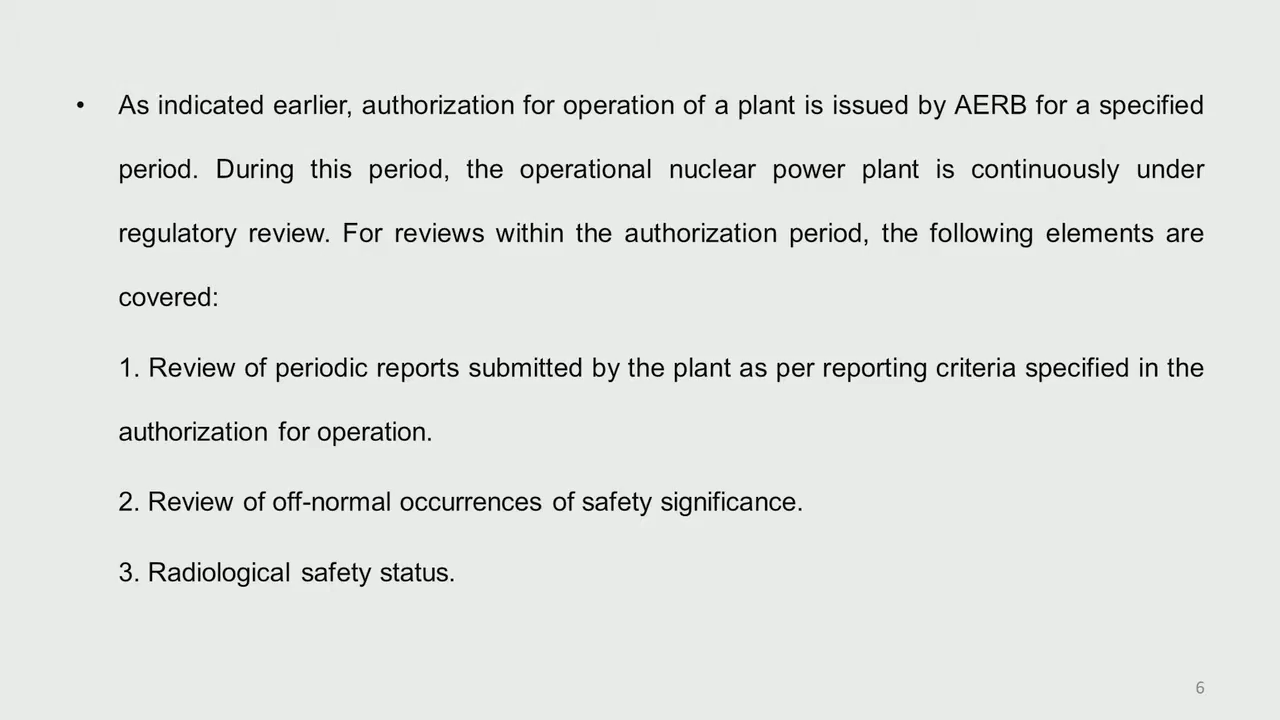 • As indicated earlier, authorization for operation of a plant is issued by AERB for a specified
period. During this period, the operational nuclear power plant is continuously under
regulatory review. For reviews within the authorization period, the following elements are
covered:
1. Review of periodic reports submitted by the plant as per reporting criteria specified in the
authorization for operation.
2. Review of off-normal occurrences of safety significance.
3. Radiological safety status.
6